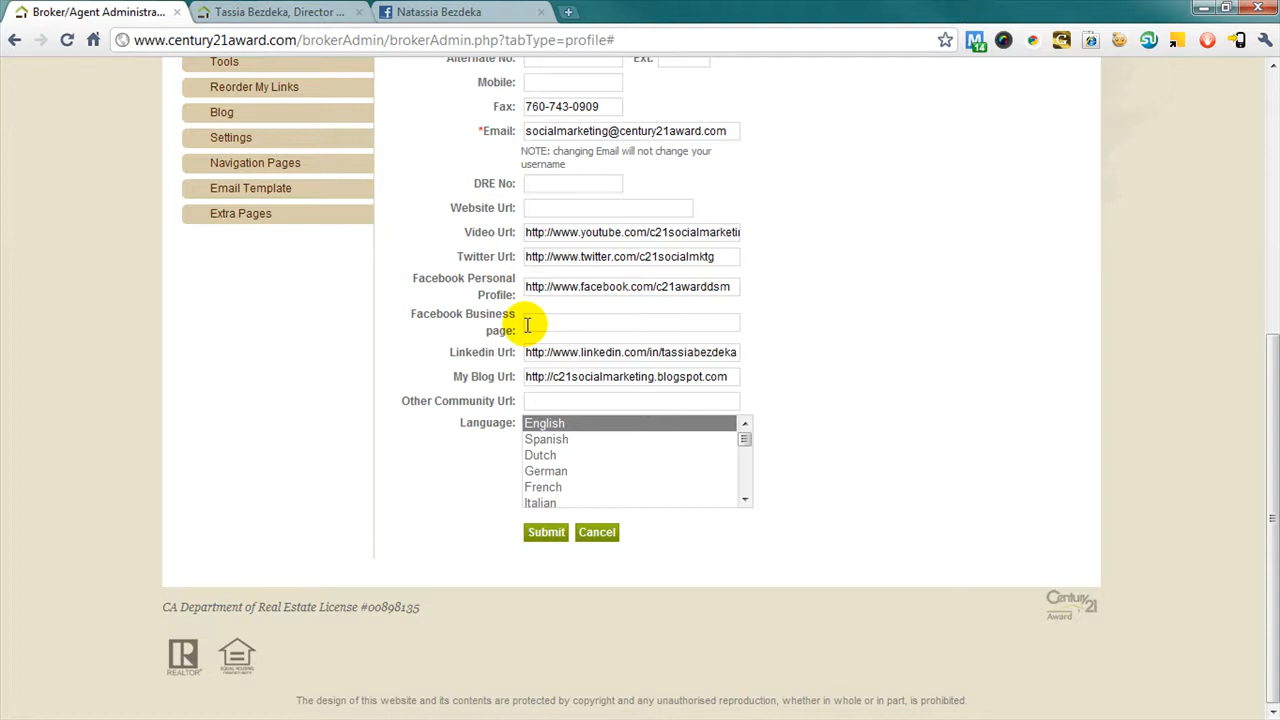 Broker/Agent Administra...
Tassia Bezdeka, Director ...
Natassia Bezdeka
www.century21award.com/brokerAdmin/brokerAdmin.php?tabType=profile#
14
Tools
Reorder My Links
Blog
Settings
Navigation Pages
Email Template
Extra Pages
Alternate No:
Ext:
Mobile:
Fax: 760-743-0909
*Email: socialmarketing@century21award.com
NOTE: changing Email will not change your
username
DRE No:
Website Url:
Video Url: http://www.youtube.com/c21socialmarketin
Twitter Url: http://www.twitter.com/c21socialmktg
Facebook Personal
Profile: http://www.facebook.com/c21awarddsm
Facebook Business
page:
Linkedin Url: http://www.linkedin.com/in/tassiabezdeka
My Blog Url: http://c21socialmarketing.blogspot.com
Other Community Url:
Language: English
Spanish
Dutch
German
French
Italian
Submit Cancel
CA Department of Real Estate License #00898135
Century
21
Award
REALTOR
EQUAL HOUSING
The design of this website and its contents are protected by copyright and any unauthorised reproduction, whether in whole or in part, is prohibited.